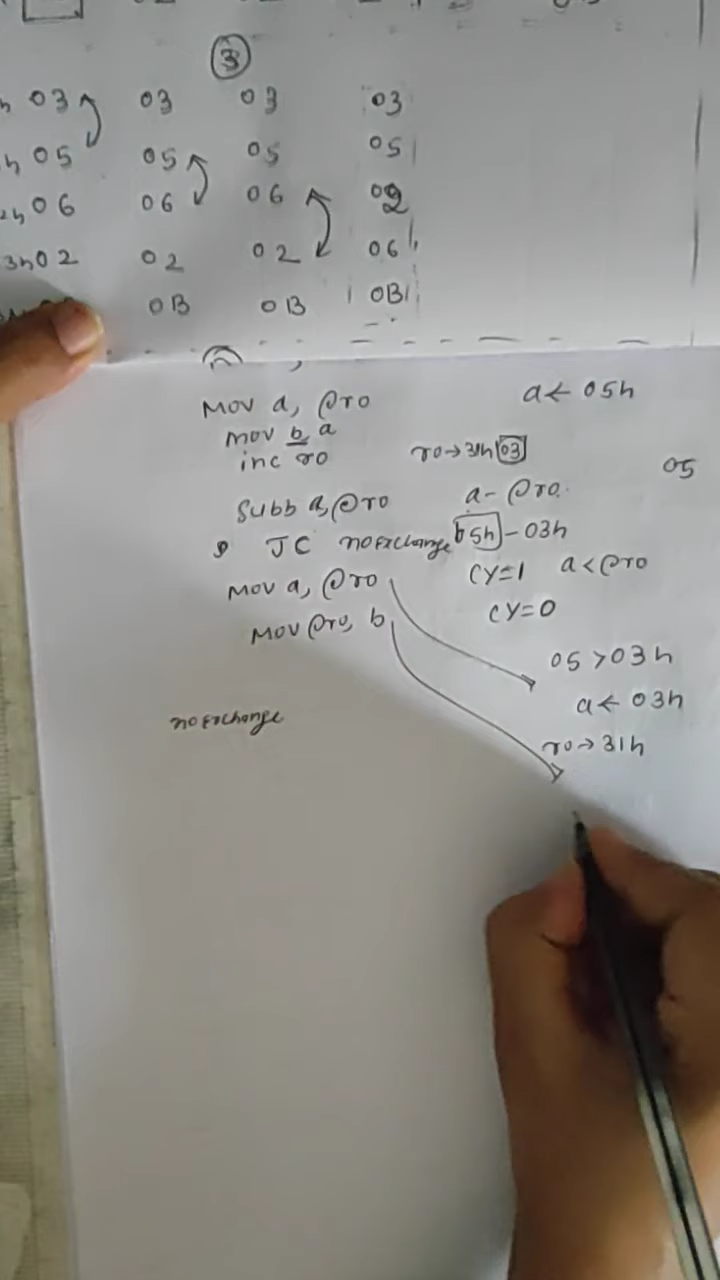 3
03 03 03 03
05 05 05 05
06 06 06 02
3h 02 02 02 06
0B 0B 0B
Mov a, @r0
a ← 05h
mov b, a
inc r0
r0→31h 03
05
Subb a, @r0
a - @r0.
JC noexchange
05h - 03h
Mov a, @r0
CY=1 a<@r0
Mov @r0, b
CY=0
05 > 03h
a ← 03h
noexchange
r0→31h